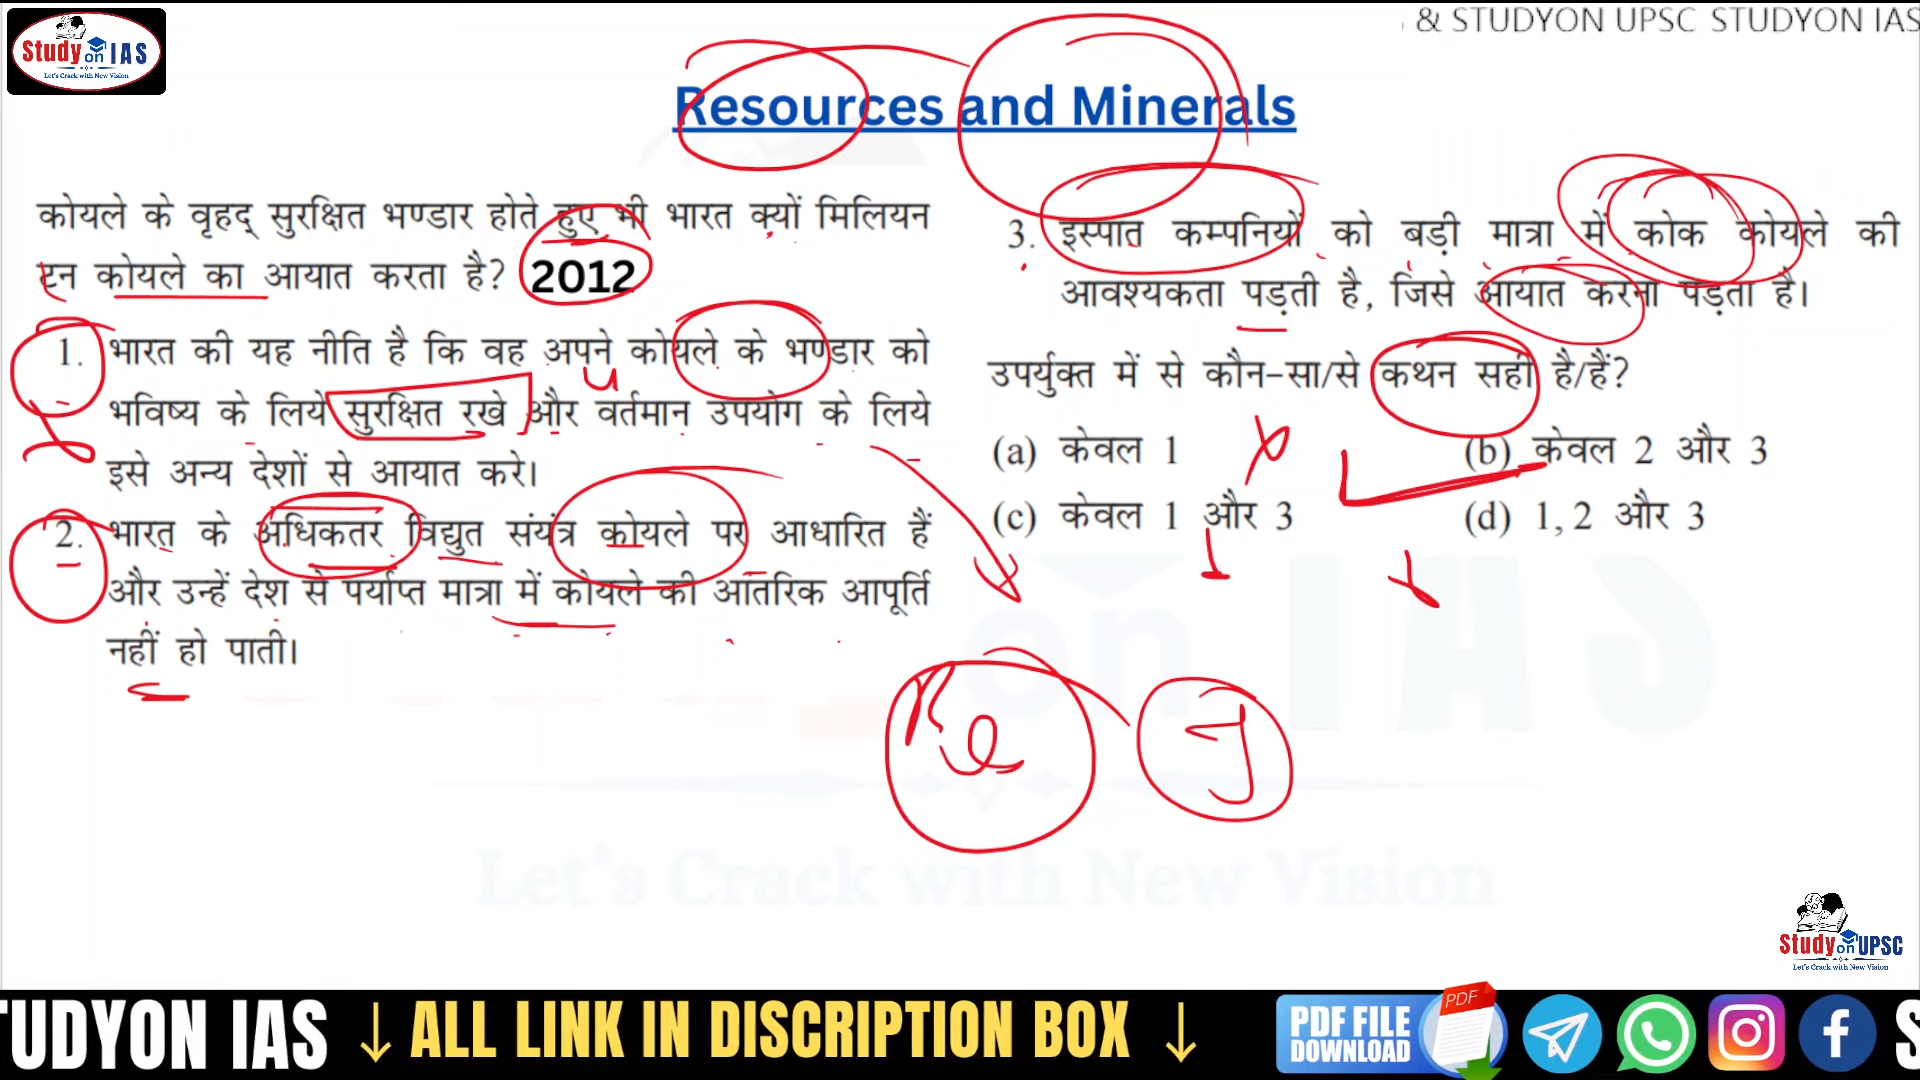 & STUDYON UPSC STUDYON IAS
Study on IAS
Let's Crack with New Vision
Resources and Minerals
कोयले के वृहद् सुरक्षित भण्डार होते हुए भी भारत क्यों मिलियन
टन कोयले का आयात करता है? 2012
1. भारत की यह नीति है कि वह अपने कोयले के भण्डार को
भविष्य के लिये सुरक्षित रखे और वर्तमान उपयोग के लिये
इसे अन्य देशों से आयात करे।
2. भारत के अधिकतर विद्युत संयंत्र कोयले पर आधारित हैं
और उन्हें देश से पर्याप्त मात्रा में कोयले की आंतरिक आपूर्ति
नहीं हो पाती।
3. इस्पात कम्पनियों को बड़ी मात्रा में कोक कोयले की
आवश्यकता पड़ती है, जिसे आयात करना पड़ता है।
उपर्युक्त में से कौन-सा/से कथन सही है/हैं?
(a) केवल 1 (b) केवल 2 और 3
(c) केवल 1 और 3 (d) 1, 2 और 3
on IAS
Let's Crack with New Vision
Study on UPSC
Let's Crack with New Vision
TUDYON IAS ↓ ALL LINK IN DISCRIPTION BOX ↓ PDF FILE DOWNLOAD PDF S